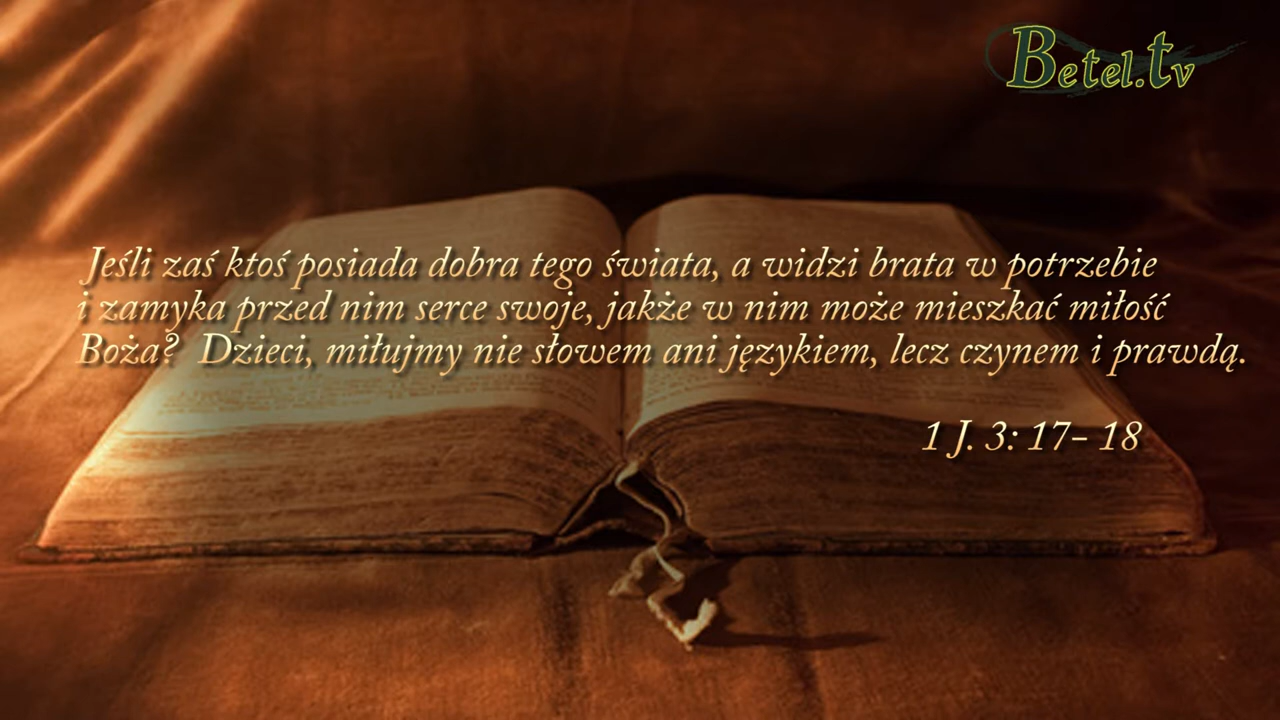 Betel.tv
Jeśli zaś ktoś posiada dobra tego świata, a widzi brata w potrzebie
i zamyka przed nim serce swoje, jakże w nim może mieszkać miłość
Boża? Dzieci, miłujmy nie słowem ani językiem, lecz czynem i prawdą.
1 J. 3: 17- 18